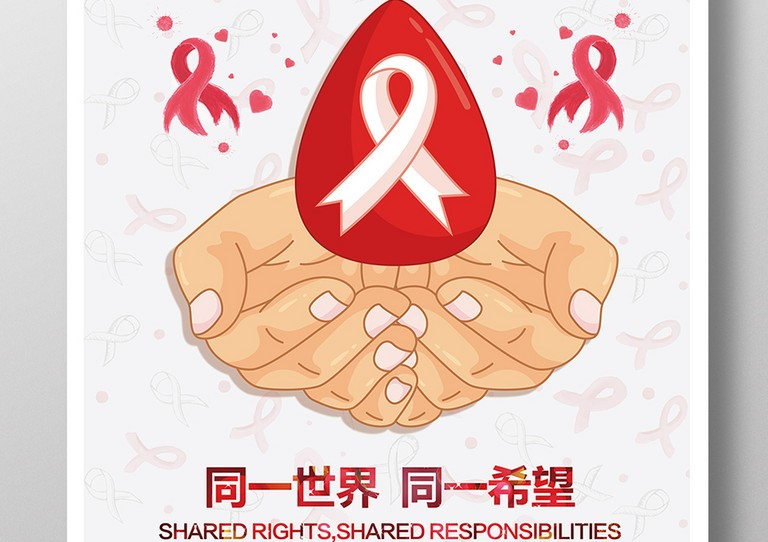 同一世界 同一希望
SHARED RIGHTS,SHARED RESPONSIBILITIES